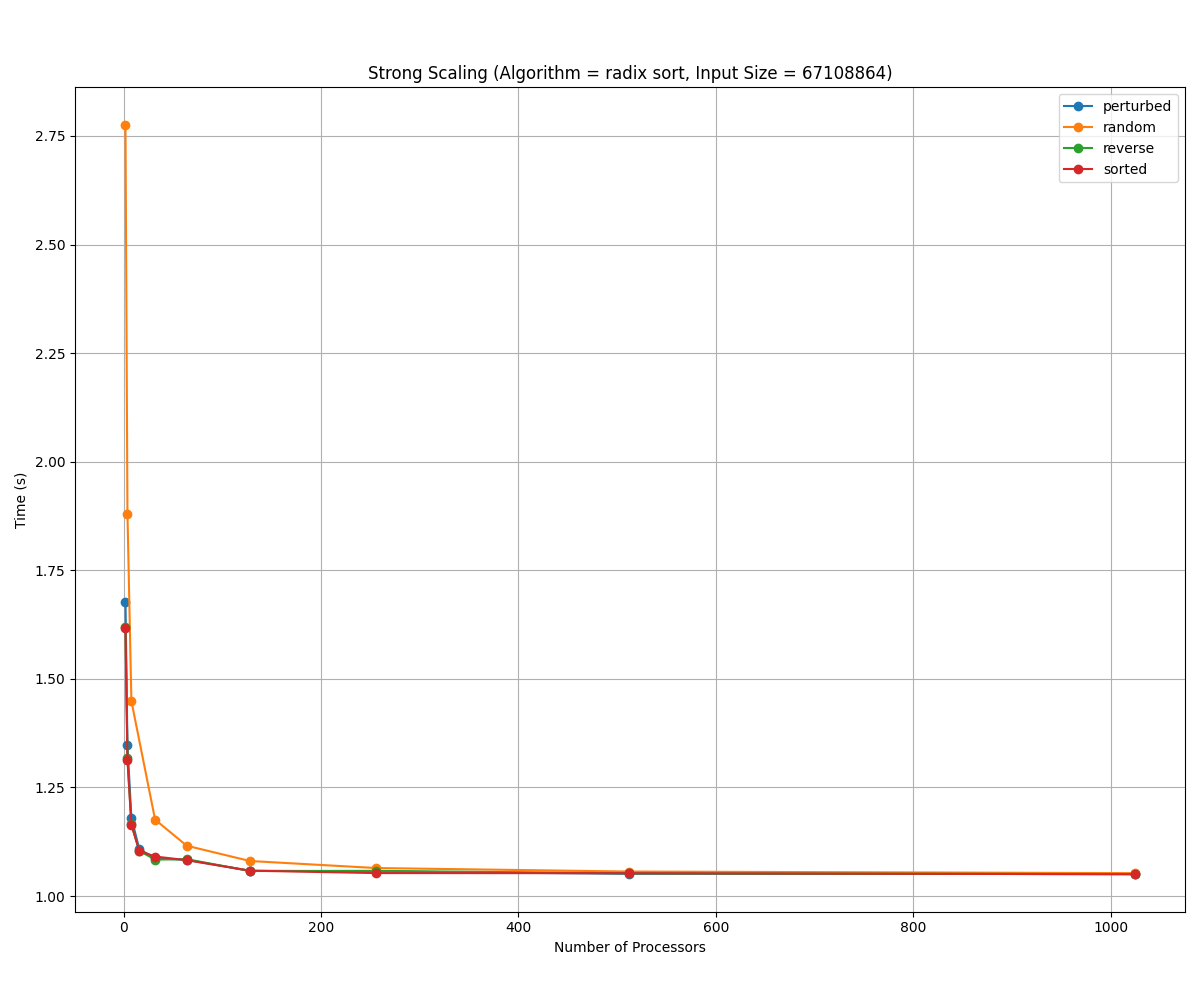 Strong Scaling (Algorithm = radix sort, Input Size = 67108864)
perturbed
random
reverse
sorted
Time (s)
2.75
2.50
2.25
2.00
1.75
1.50
1.25
1.00
0 200 400 600 800 1000
Number of Processors